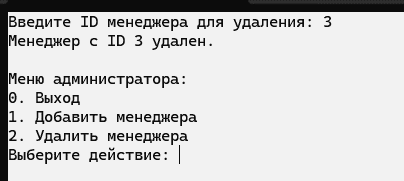 Введите ID менеджера для удаления: 3
Менеджер с ID 3 удален.
Меню администратора:
0. Выход
1. Добавить менеджера
2. Удалить менеджера
Выберите действие: